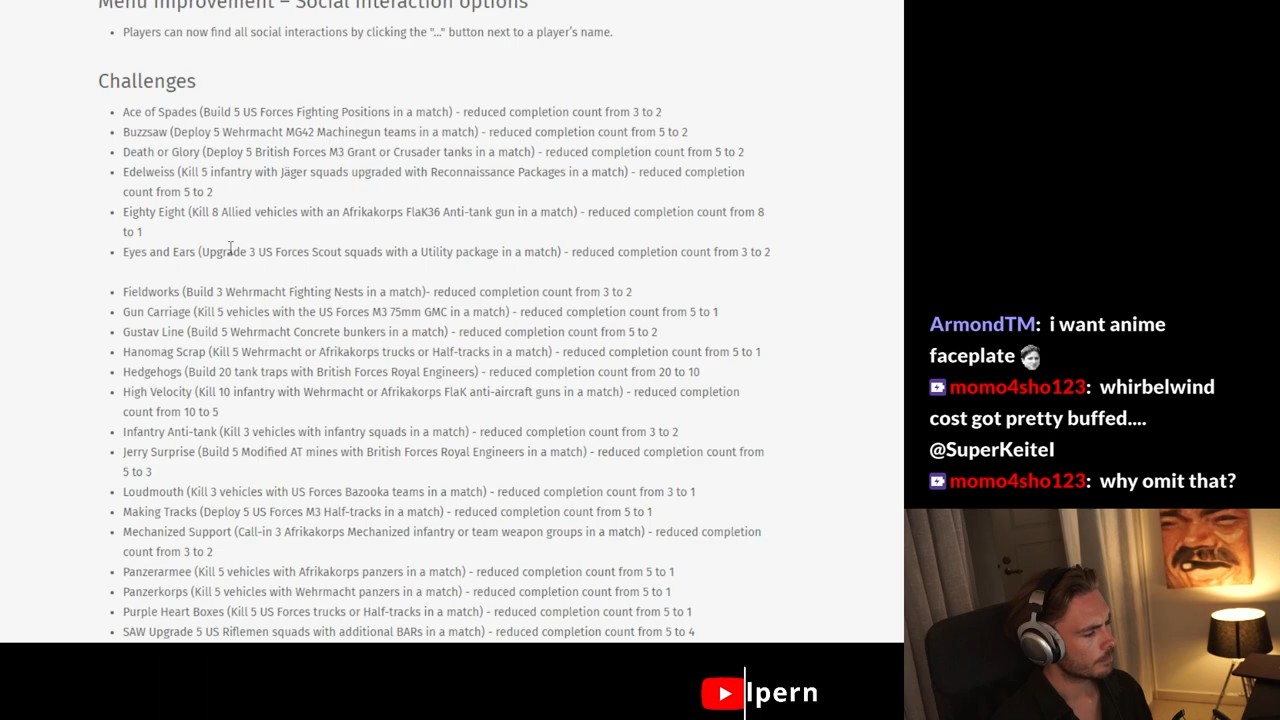 Menu Improvement – Social Interaction options
• Players can now find all social interactions by clicking the "..." button next to a player's name.
Challenges
• Ace of Spades (Build 5 US Forces Fighting Positions in a match) - reduced completion count from 3 to 2
• Buzzsaw (Deploy 5 Wehrmacht MG42 Machinegun teams in a match) - reduced completion count from 5 to 2
• Death or Glory (Deploy 5 British Forces M3 Grant or Crusader tanks in a match) - reduced completion count from 5 to 2
• Edelweiss (Kill 5 infantry with Jäger squads upgraded with Reconnaissance Packages in a match) - reduced completion
count from 5 to 2
• Eighty Eight (Kill 8 Allied vehicles with an Afrikakorps FlaK36 Anti-tank gun in a match) - reduced completion count from 8
to 1
• Eyes and Ears (Upgrade 3 US Forces Scout squads with a Utility package in a match) - reduced completion count from 3 to 2
• Fieldworks (Build 3 Wehrmacht Fighting Nests in a match)- reduced completion count from 3 to 2
• Gun Carriage (Kill 5 vehicles with the US Forces M3 75mm GMC in a match) - reduced completion count from 5 to 1
• Gustav Line (Build 5 Wehrmacht Concrete bunkers in a match) - reduced completion count from 5 to 2
• Hanomag Scrap (Kill 5 Wehrmacht or Afrikakorps trucks or Half-tracks in a match) - reduced completion count from 5 to 1
• Hedgehogs (Build 20 tank traps with British Forces Royal Engineers) - reduced completion count from 20 to 10
• High Velocity (Kill 10 infantry with Wehrmacht or Afrikakorps FlaK anti-aircraft guns in a match) - reduced completion
count from 10 to 5
• Infantry Anti-tank (Kill 3 vehicles with infantry squads in a match) - reduced completion count from 3 to 2
• Jerry Surprise (Build 5 Modified AT mines with British Forces Royal Engineers in a match) - reduced completion count from
5 to 3
• Loudmouth (Kill 3 vehicles with US Forces Bazooka teams in a match) - reduced completion count from 3 to 1
• Making Tracks (Deploy 5 US Forces M3 Half-tracks in a match) - reduced completion count from 5 to 1
• Mechanized Support (Call-in 3 Afrikakorps Mechanized infantry or team weapon groups in a match) - reduced completion
count from 3 to 2
• Panzerarmee (Kill 5 vehicles with Afrikakorps panzers in a match) - reduced completion count from 5 to 1
• Panzerkorps (Kill 5 vehicles with Wehrmacht panzers in a match) - reduced completion count from 5 to 1
• Purple Heart Boxes (Kill 5 US Forces trucks or Half-tracks in a match) - reduced completion count from 5 to 1
• SAW Upgrade 5 US Riflemen squads with additional BARs in a match) - reduced completion count from 5 to 4
ArmondTM: i want anime
faceplate
momo4sho123: whirbelwind
cost got pretty buffed....
@SuperKeitel
momo4sho123: why omit that?
lpern